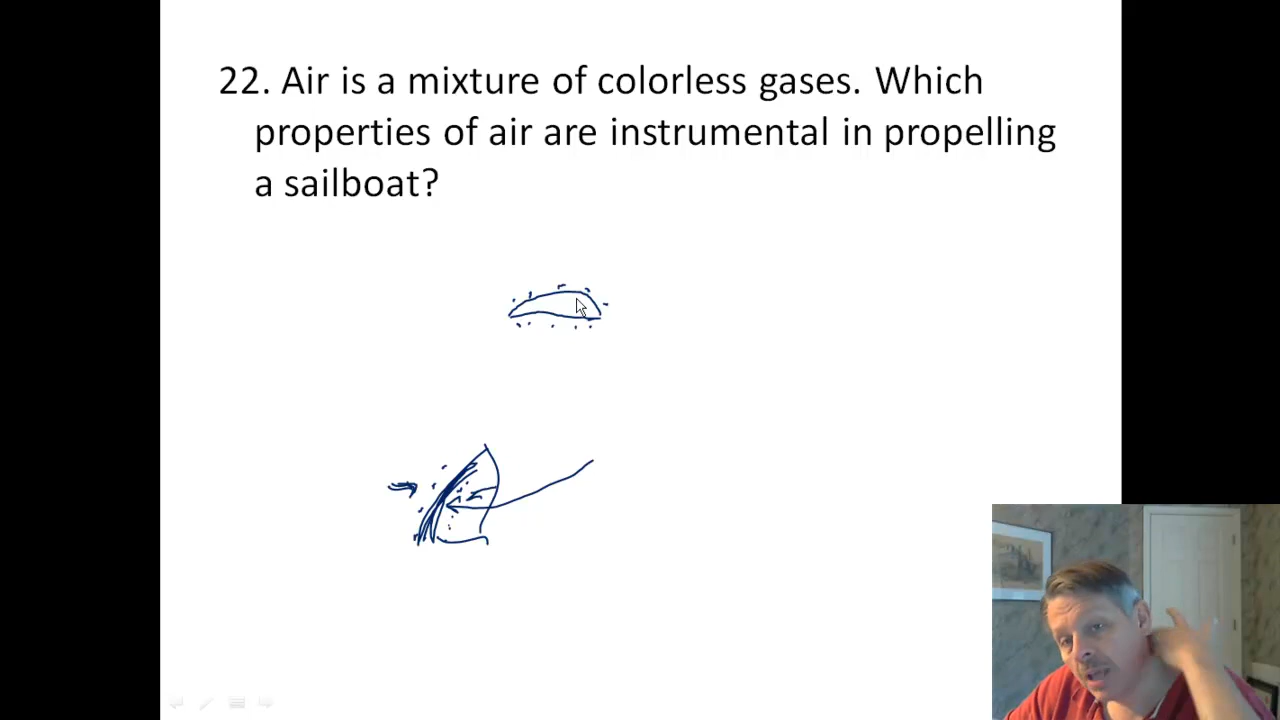 22. Air is a mixture of colorless gases. Which
properties of air are instrumental in propelling
a sailboat?